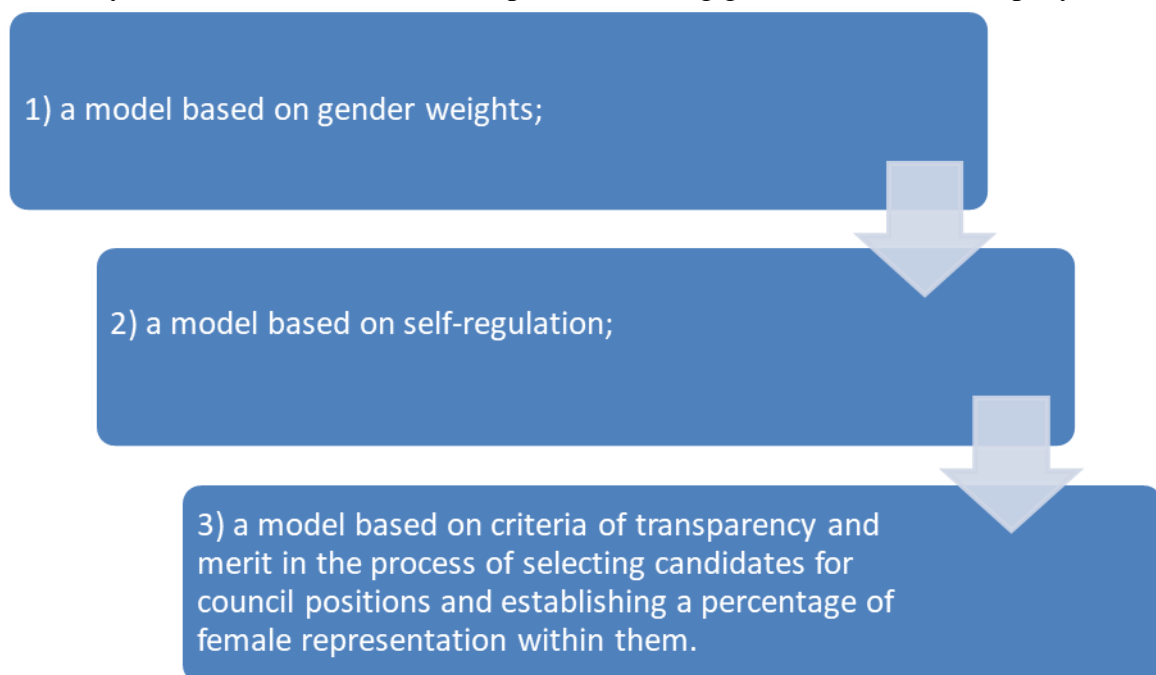 1) a model based on gender weights;
2) a model based on self-regulation;
3) a model based on criteria of transparency and
merit in the process of selecting candidates for
council positions and establishing a percentage of
female representation within them.